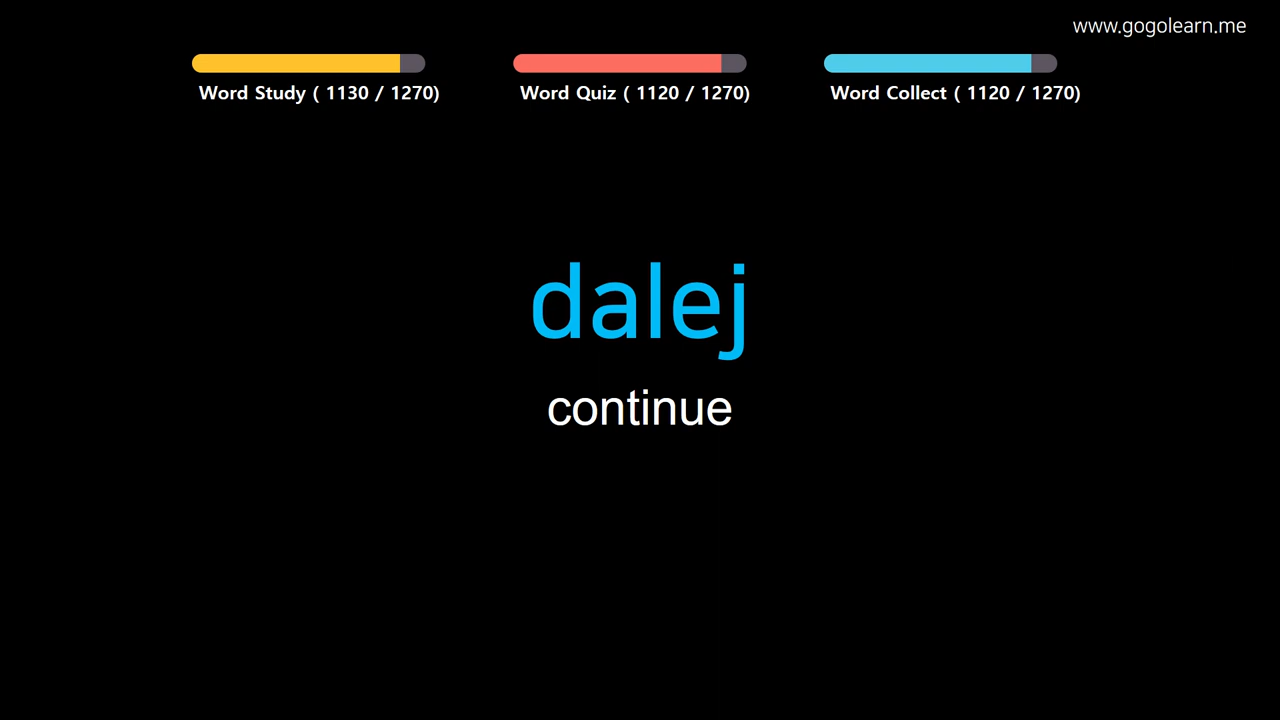 www.gogolearn.me
Word Study ( 1130 / 1270)
Word Quiz ( 1120 / 1270)
Word Collect ( 1120 / 1270)
dalej
continue